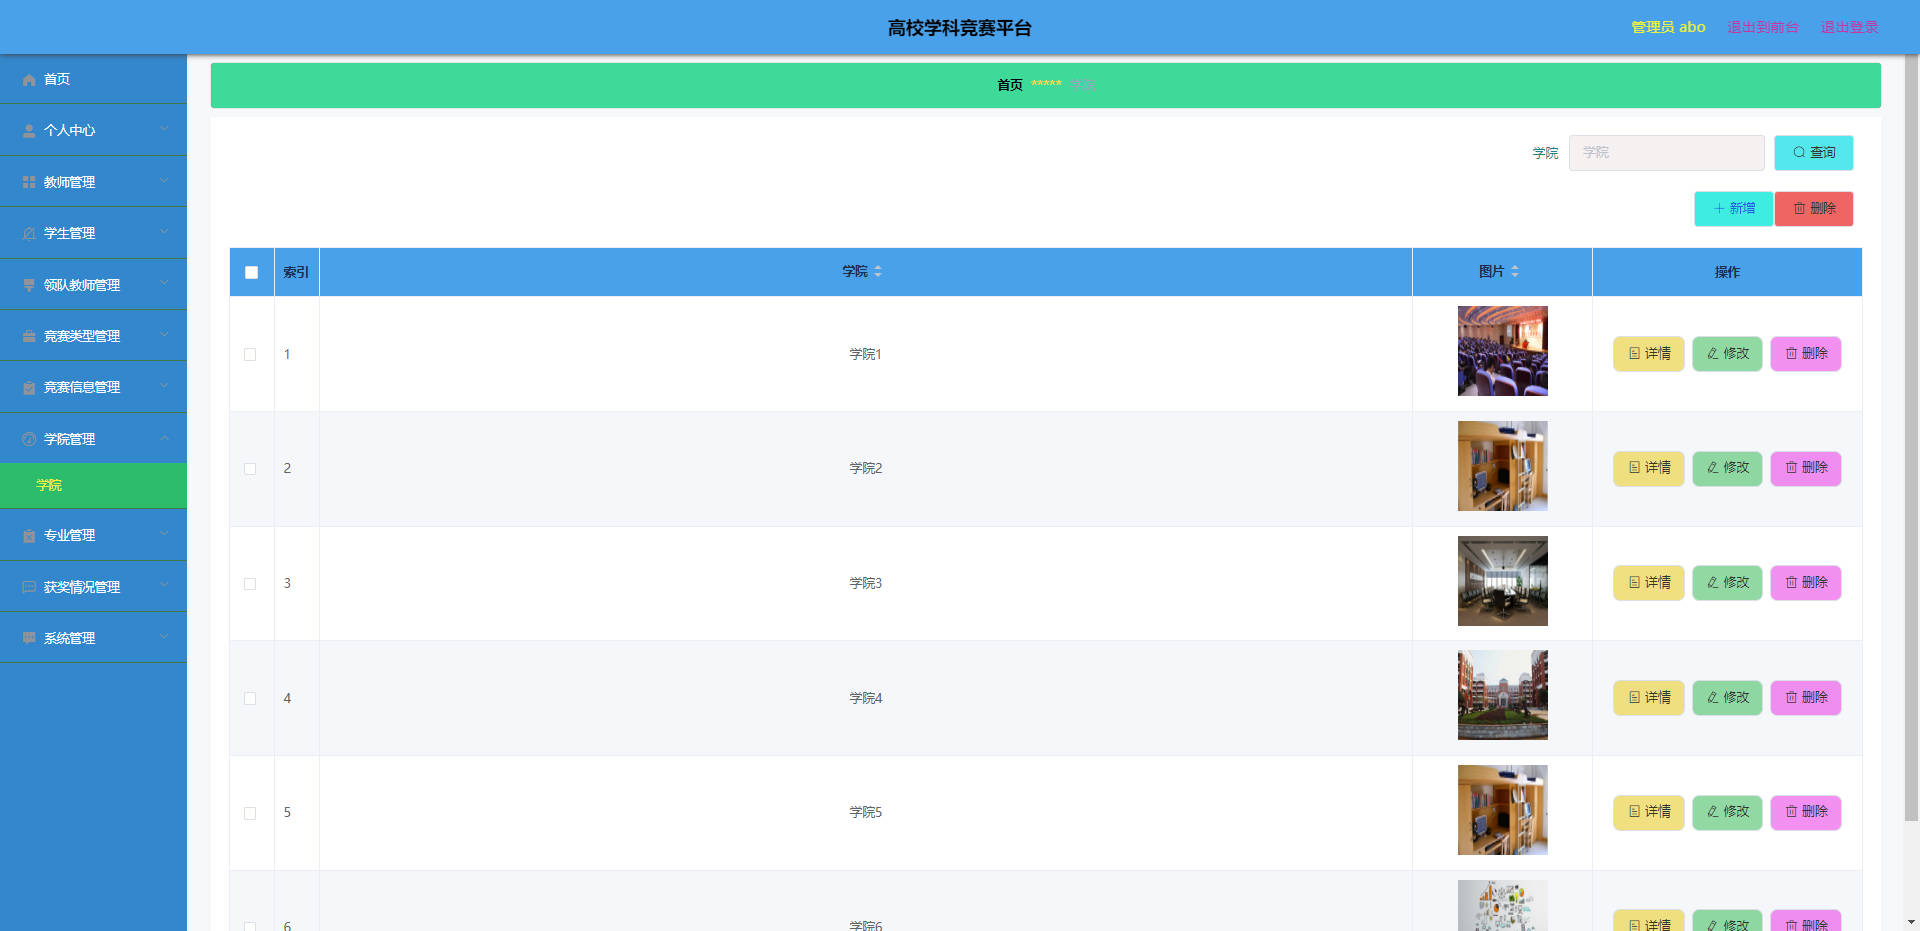 高校学科竞赛平台
管理员 abo 退出到前台 退出登录
首页
个人中心
教师管理
学生管理
领队教师管理
竞赛类型管理
竞赛信息管理
学院管理
学院
专业管理
获奖情况管理
系统管理
首页 ***** 学院
学院 学院 查询
新增 删除
索引 学院 图片 操作
1 学院1 详情 修改 删除
2 学院2 详情 修改 删除
3 学院3 详情 修改 删除
4 学院4 详情 修改 删除
5 学院5 详情 修改 删除
6 学院6 详情 修改 删除